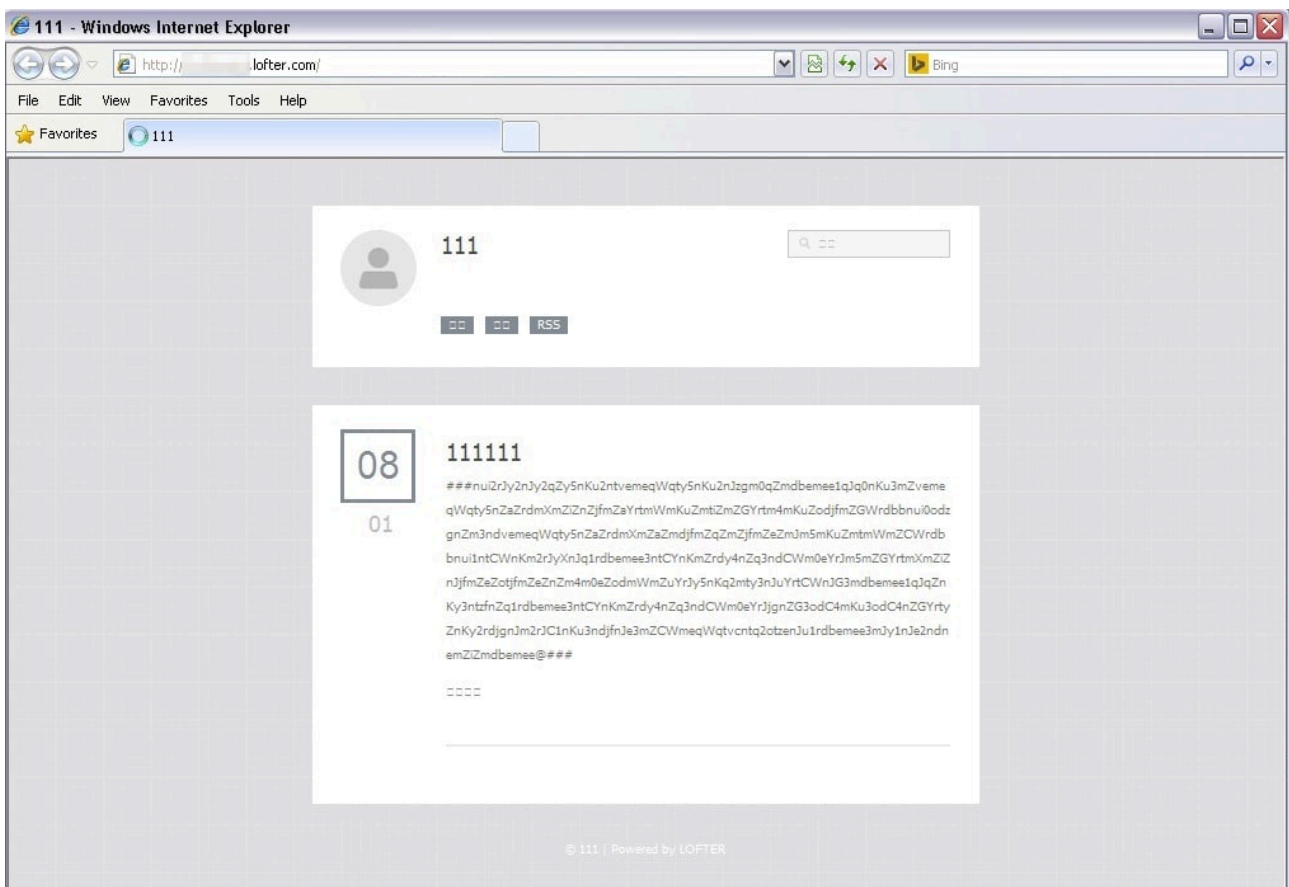 111 - Windows Internet Explorer
http:// .lofter.com/
Bing
File Edit View Favorites Tools Help
Favorites
111
111
RSS
08
01
111111
###nui2rJy2nJy2qZy5nKu2ntvemeqWqty5nKu2nJzgm0qZmdbemee1qJq0nKu3mZveme
qWqty5nZaZrdmXmZiZnZjfmZaYrtmWmKuZmtiZmZGYrtm4mKuZodjfmZGWrdbbnui0odz
gnZm3ndvemeqWqty5nZaZrdmXmZaZmdjfmZqZmZjfmZeZmJm5mKuZmtmWmZCWrdb
bnui1ntCWnKm2rJyXnJq1rdbemee3ntCYnKmZrdy4nZq3ndCWm0eYrJm5mZGYrtmXmZiZ
nJjfmZeZotjfmZeZnZm4m0eZodmWmZuYrJy5nKq2mty3nJuYrtCWnJG3mdbemee1qJqZn
Ky3ntzfnZq1rdbemee3ntCYnKmZrdy4nZq3ndCWm0eYrJjgnZG3odC4mKu3odC4nZGYrty
ZnKy2rdjgnJm2rJC1nKu3ndjfnJe3mZCWmeqWqtvcntq2otzenJu1rdbemee3mJy1nJe2ndn
emZiZmdbemee@###
© 111 | Powered by LOFTER